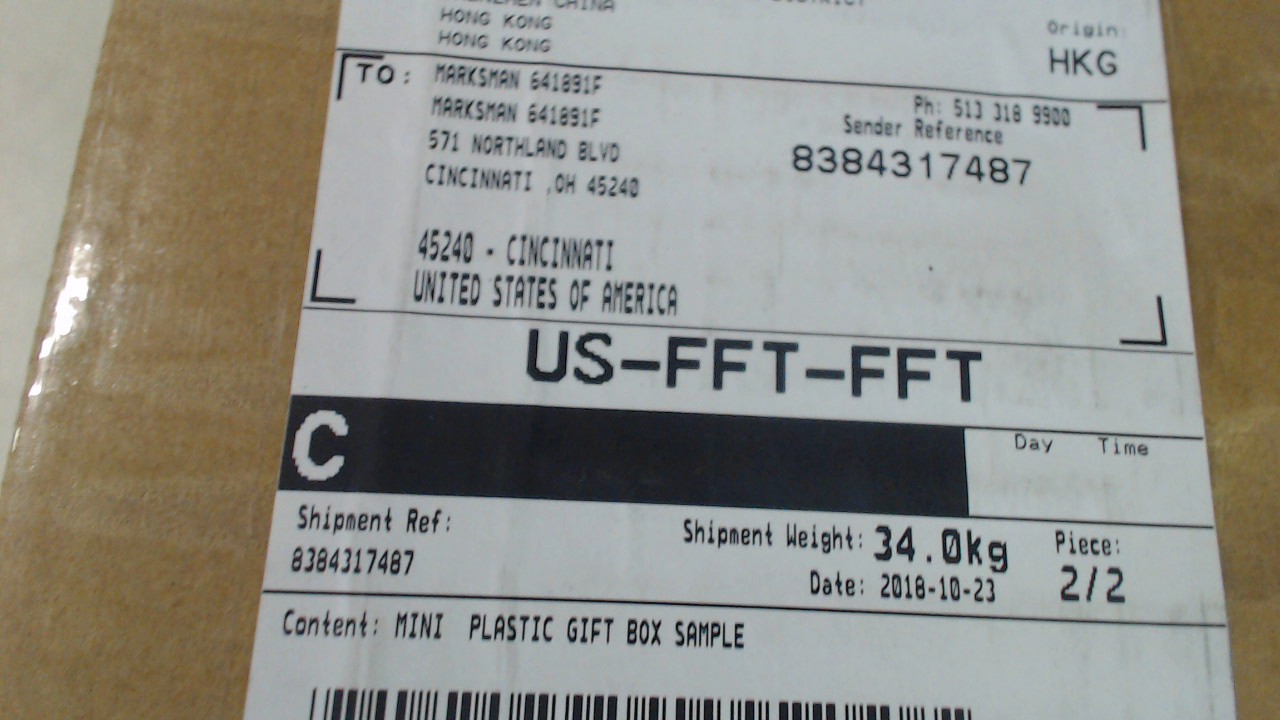 CHINA
HONG KONG
HONG KONG
Origin:
HKG
TO: MARKSMAN 641891F
MARKSMAN 641891F
571 NORTHLAND BLVD
CINCINNATI ,OH 45240
Ph: 513 318 9900
Sender Reference
8384317487
45240 - CINCINNATI
UNITED STATES OF AMERICA
US-FFT-FFT
C
Day Time
Shipment Ref:
8384317487
Shipment Weight: 34.0kg
Date: 2018-10-23
Piece:
2/2
Content: MINI PLASTIC GIFT BOX SAMPLE